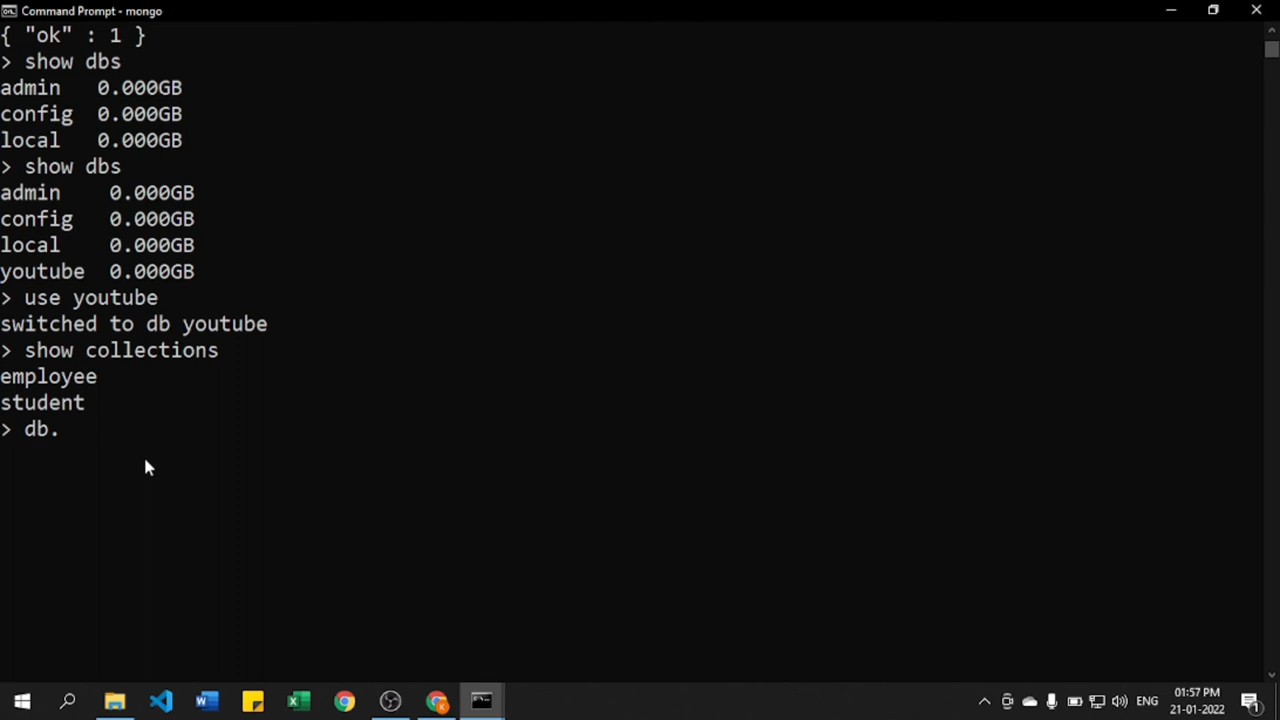 Command Prompt - mongo
{ "ok" : 1 }
> show dbs
admin   0.000GB
config  0.000GB
local   0.000GB
> show dbs
admin    0.000GB
config   0.000GB
local    0.000GB
youtube  0.000GB
> use youtube
switched to db youtube
> show collections
employee
student
> db.
ENG
01:57 PM
21-01-2022